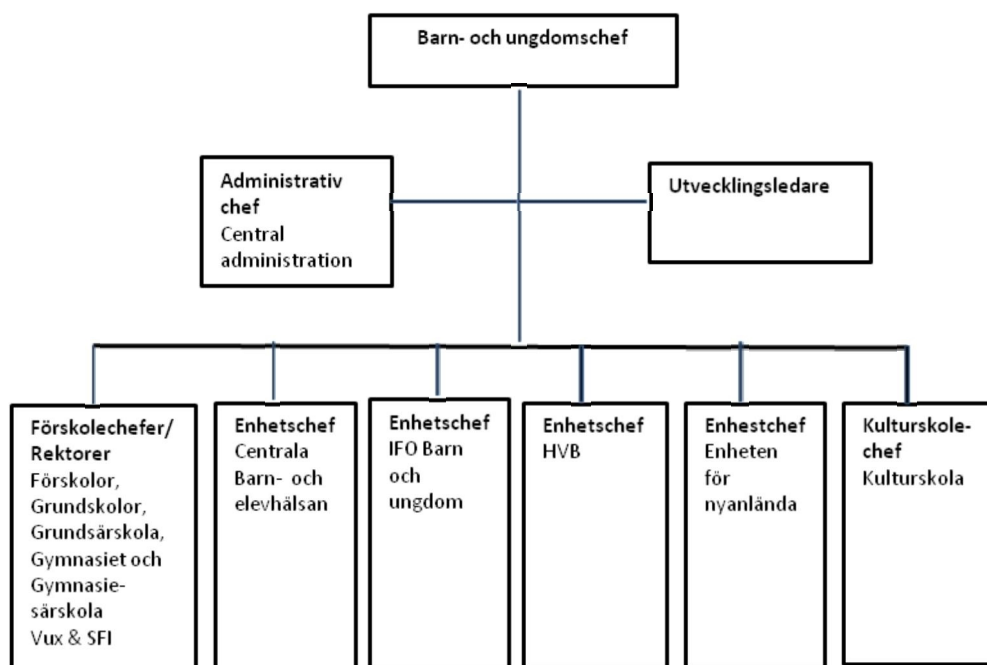 Barn- och ungdomschef
Administrativ
chef
Central
administration
Utvecklingsledare
Förskolechefer/
Rektorer
Förskolor,
Grundskolor,
Grundsärskola,
Gymnasiet och
Gymnasie-
särskola
Vux & SFI
Enhetschef
Centrala
Barn- och
elevhälsan
Enhetschef
IFO Barn
och
ungdom
Enhetschef
HVB
Enhestchef
Enheten
för
nyanlända
Kulturskole-
chef
Kulturskola